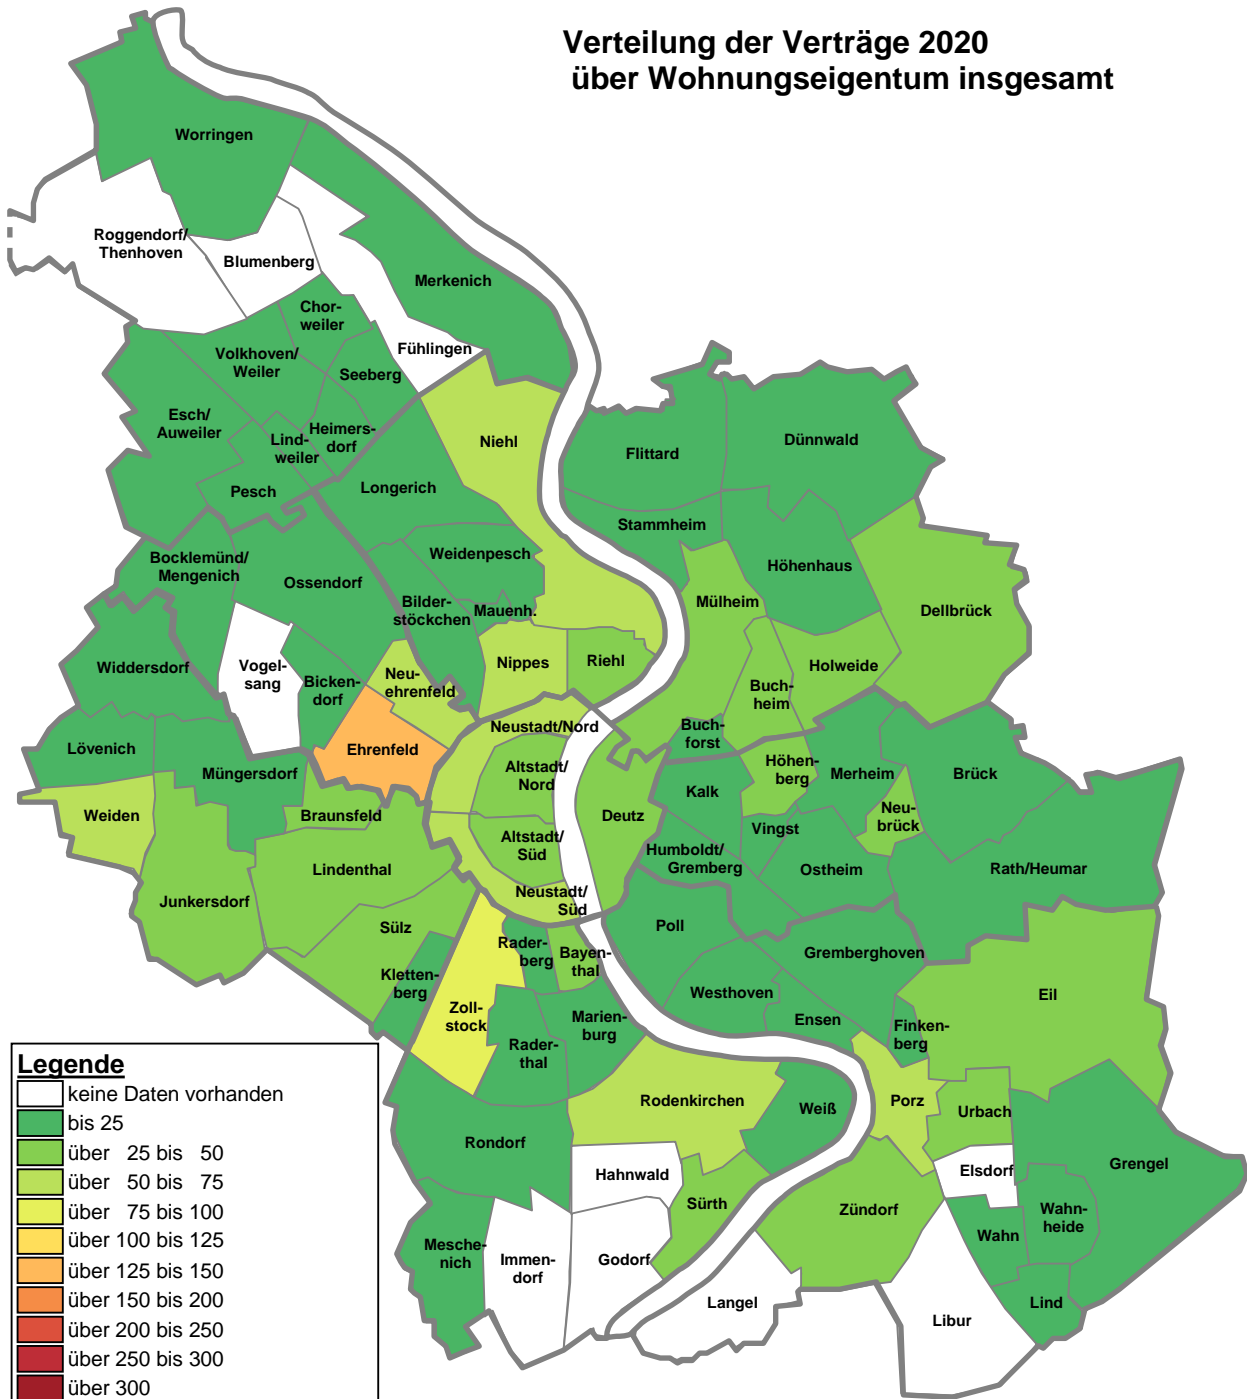 Verteilung der Verträge 2020
über Wohnungseigentum insgesamt
Worringen
Roggendorf/
Thenhoven
Blumenberg
Merkenich
Chor-
weiler
Fühlingen
Volkhoven/
Weiler
Seeberg
Esch/
Auweiler
Heimers-
dorf
Lind-
weiler
Pesch
Niehl
Longerich
Flittard
Dünnwald
Stammheim
Weidenpesch
Bocklemünd/
Mengenich
Ossendorf
Höhenhaus
Bilder-
stöckchen
Mauenh.
Mülheim
Dellbrück
Widdersdorf
Vogel-
sang
Bicken-
dorf
Neu-
ehrenfeld
Nippes
Riehl
Buch-
heim
Holweide
Lövenich
Müngersdorf
Ehrenfeld
Neustadt/Nord
Buch-
forst
Altstadt/
Nord
Höhen-
berg
Merheim
Brück
Kalk
Weiden
Braunsfeld
Deutz
Neu-
brück
Altstadt/
Süd
Vingst
Humboldt/
Gremberg
Lindenthal
Ostheim
Rath/Heumar
Junkersdorf
Neustadt/
Süd
Sülz
Poll
Rader-
berg
Bayen-
thal
Gremberghoven
Kletten-
berg
Westhoven
Eil
Zoll-
stock
Marien-
burg
Ensen
Finken-
berg
Rader-
thal
Rodenkirchen
Weiß
Porz
Urbach
Rondorf
Hahnwald
Elsdorf
Grengel
Sürth
Zündorf
Wahn-
heide
Wahn
Mesche-
nich
Immen-
dorf
Godorf
Langel
Lind
Libur
Legende
keine Daten vorhanden
bis 25
über 25 bis 50
über 50 bis 75
über 75 bis 100
über 100 bis 125
über 125 bis 150
über 150 bis 200
über 200 bis 250
über 250 bis 300
über 300